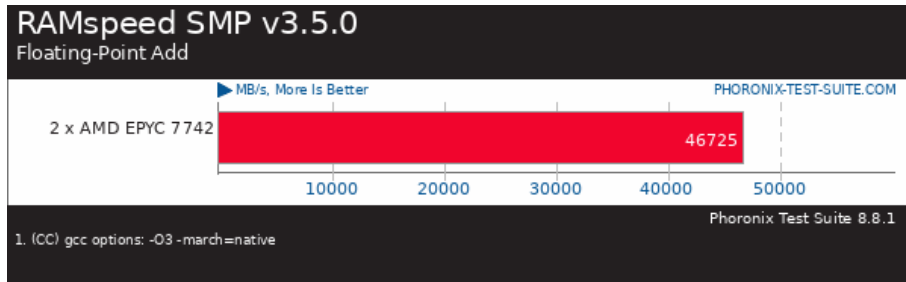 RAMspeed SMP v3.5.0
Floating-Point Add
MB/s, More Is Better
PHORONIX-TEST-SUITE.COM
2 x AMD EPYC 7742
46725
10000
20000
30000
40000
50000
Phoronix Test Suite 8.8.1
1. (CC) gcc options: -O3 -march=native